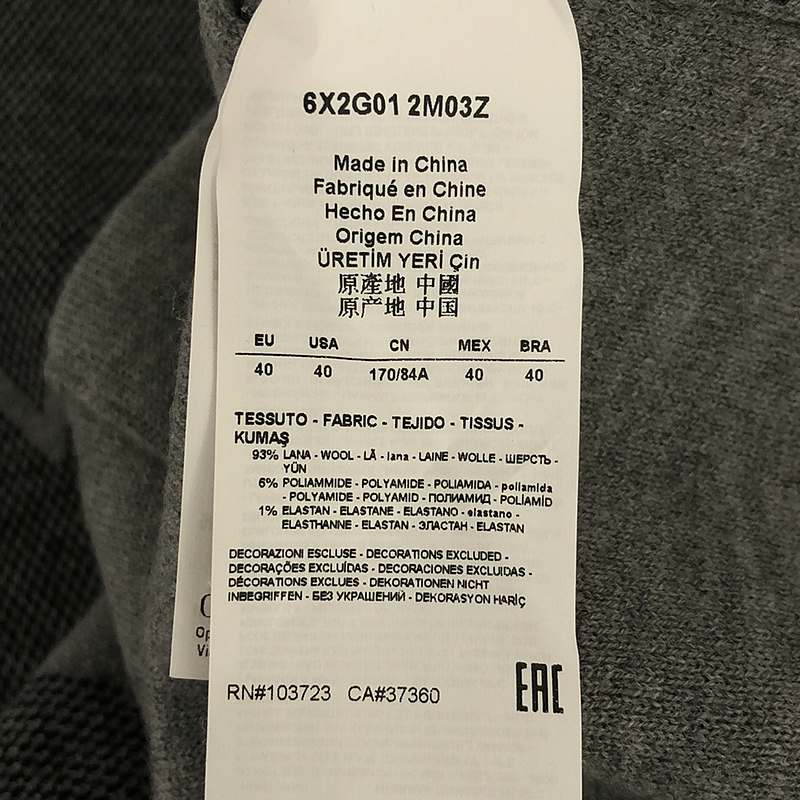 6X2G01 2M03Z
Made in China
Fabriqué en Chine
Hecho En China
Origem China
ÜRETİM YERİ Çin
原產地 中國
原产地 中国
EU USA CN MEX BRA
40 40 170/84A 40 40
TESSUTO - FABRIC - TEJIDO - TISSUS -
KUMAŞ
93% LANA - WOOL - LÃ - lana - LAINE - WOLLE - ШЕРСТЬ -
YÜN
6% POLIAMMIDE - POLYAMIDE - POLIAMIDA - poliamida
- POLYAMIDE - POLYAMID - ПОЛИАМИД - POLİAMİD
1% ELASTAN - ELASTANE - ELASTANO - elastano -
ELASTHANNE - ELASTAN - ЭЛАСТАН - ELASTAN
DECORAZIONI ESCLUSE - DECORATIONS EXCLUDED -
DECORAÇÕES EXCLUÍDAS - DECORACIONES EXCLUIDAS -
DÉCORATIONS EXCLUES - DEKORATIONEN NICHT
INBEGRIFFEN - БЕЗ УКРАШЕНИЙ - DEKORASYON HARİÇ
Op
Vi
RN#103723 CA#37360
EAC